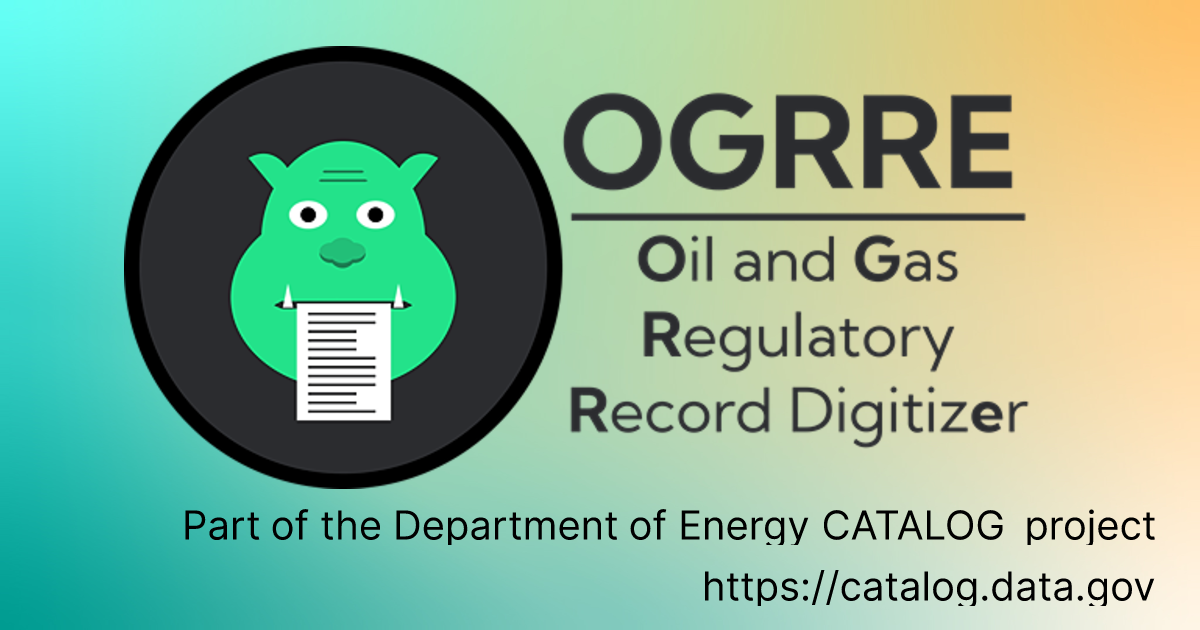 OGRRE
Oil and Gas
Regulatory
Record Digitizer
Part of the Department of Energy CATALOG project
https://catalog.data.gov